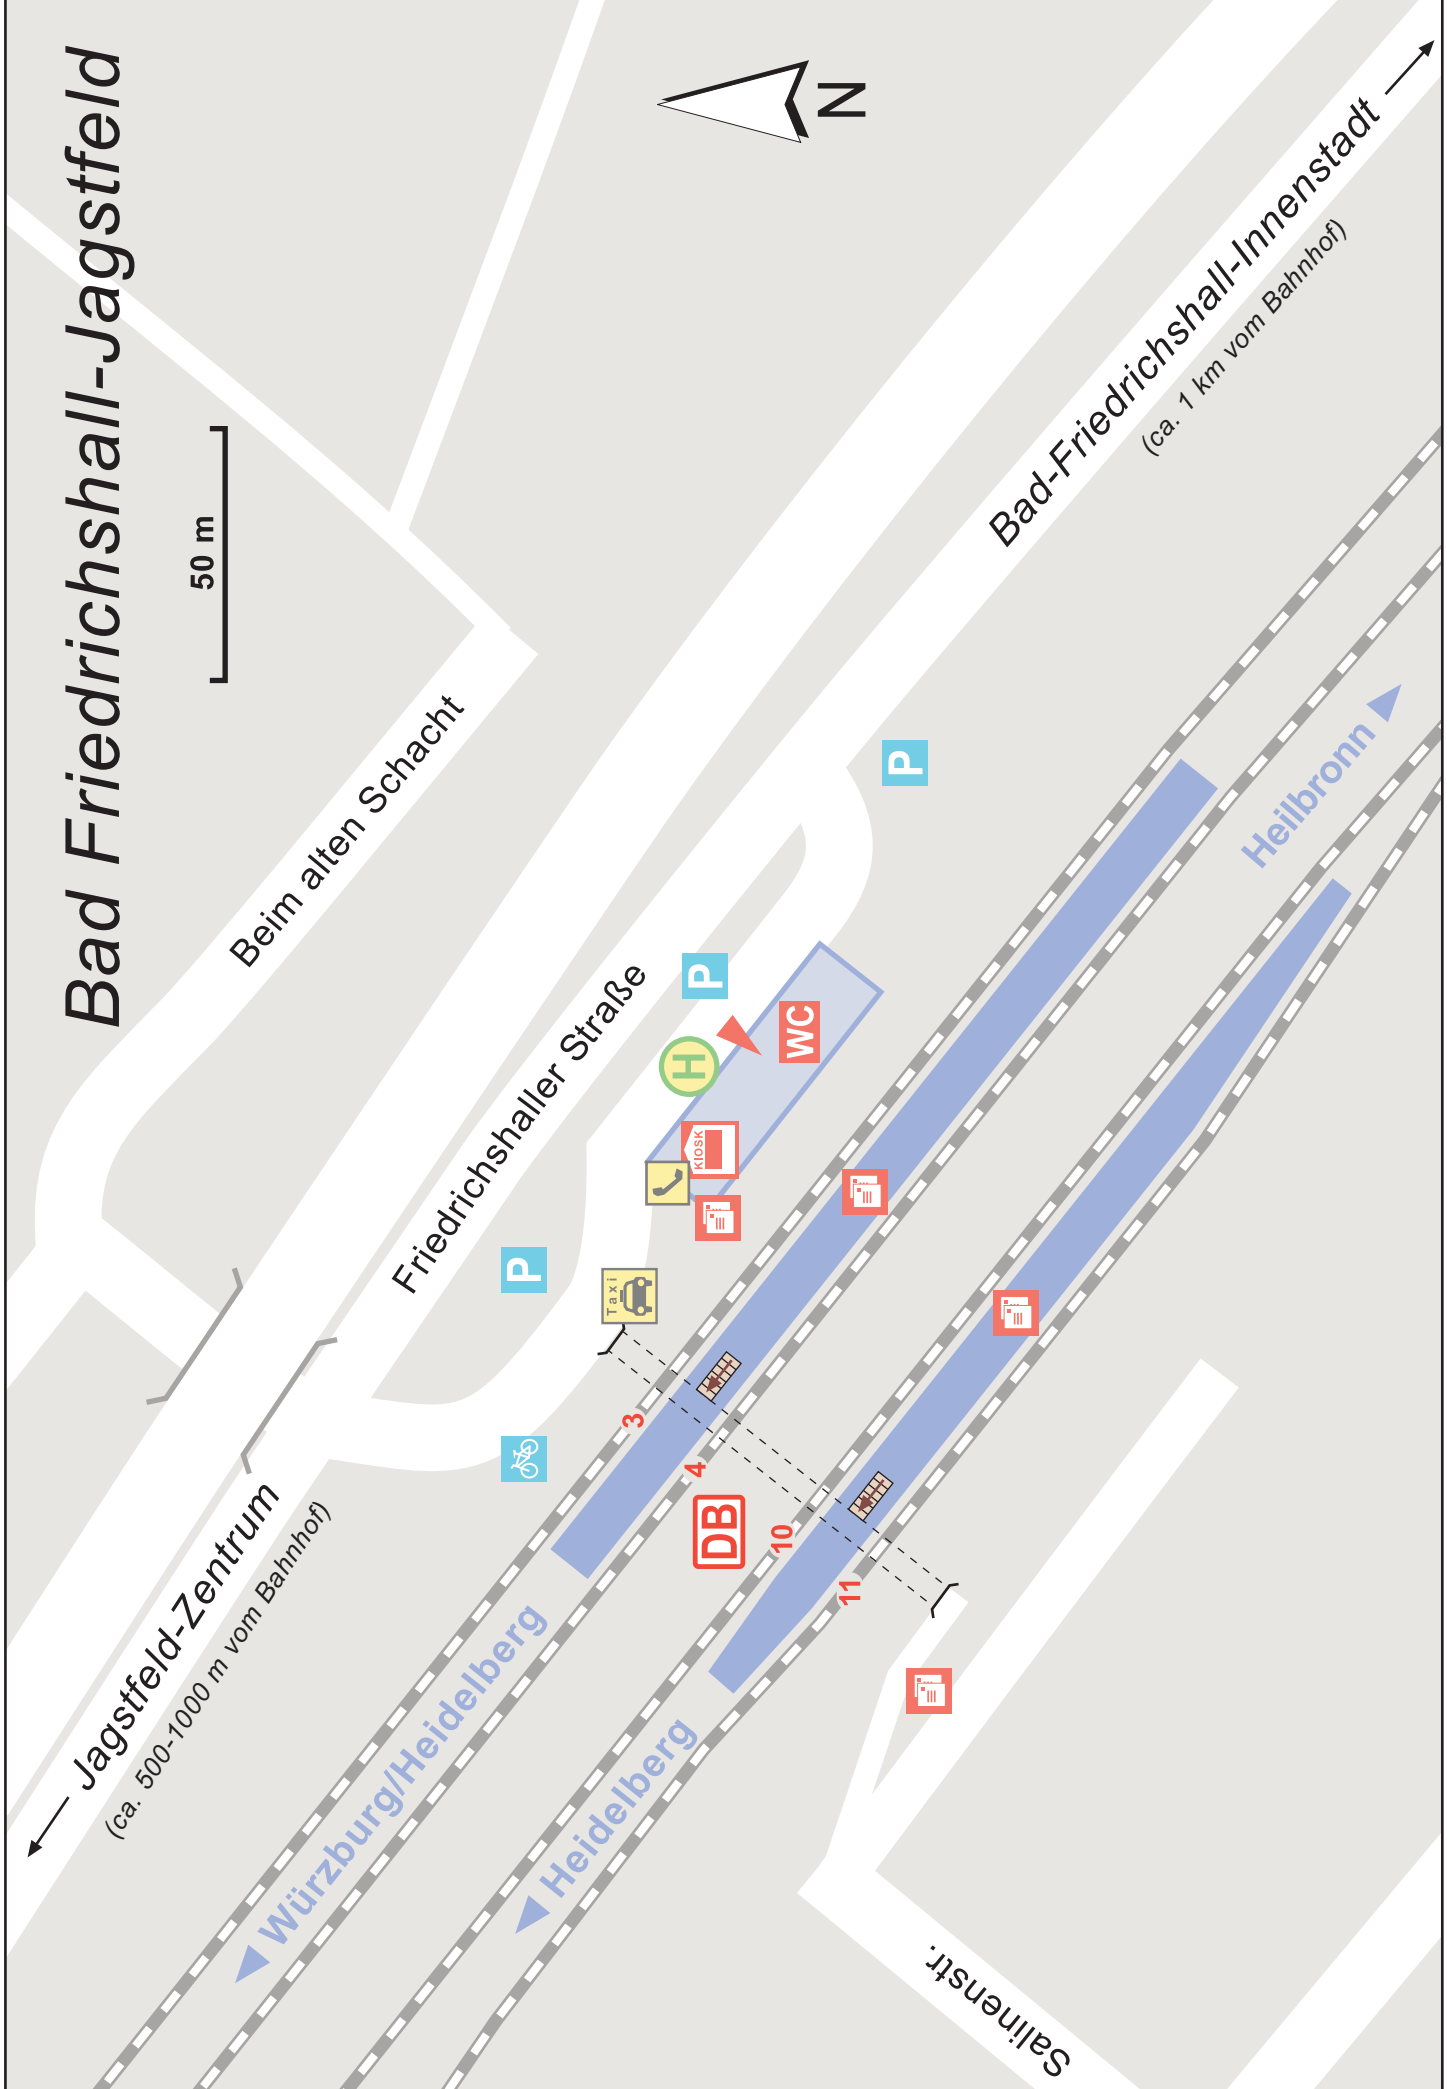 Bad Friedrichshall-Jagstfeld
50 m
N
Beim alten Schacht
Friedrichshaller Straße
Jagstfeld-Zentrum
(ca. 500-1000 m vom Bahnhof)
Bad-Friedrichshall-Innenstadt
(ca. 1 km vom Bahnhof)
P
P
P
H
WC
KIOSK
Taxi
3
4
DB
10
11
Würzburg/Heidelberg
Heidelberg
Heilbronn
Salinenstr.